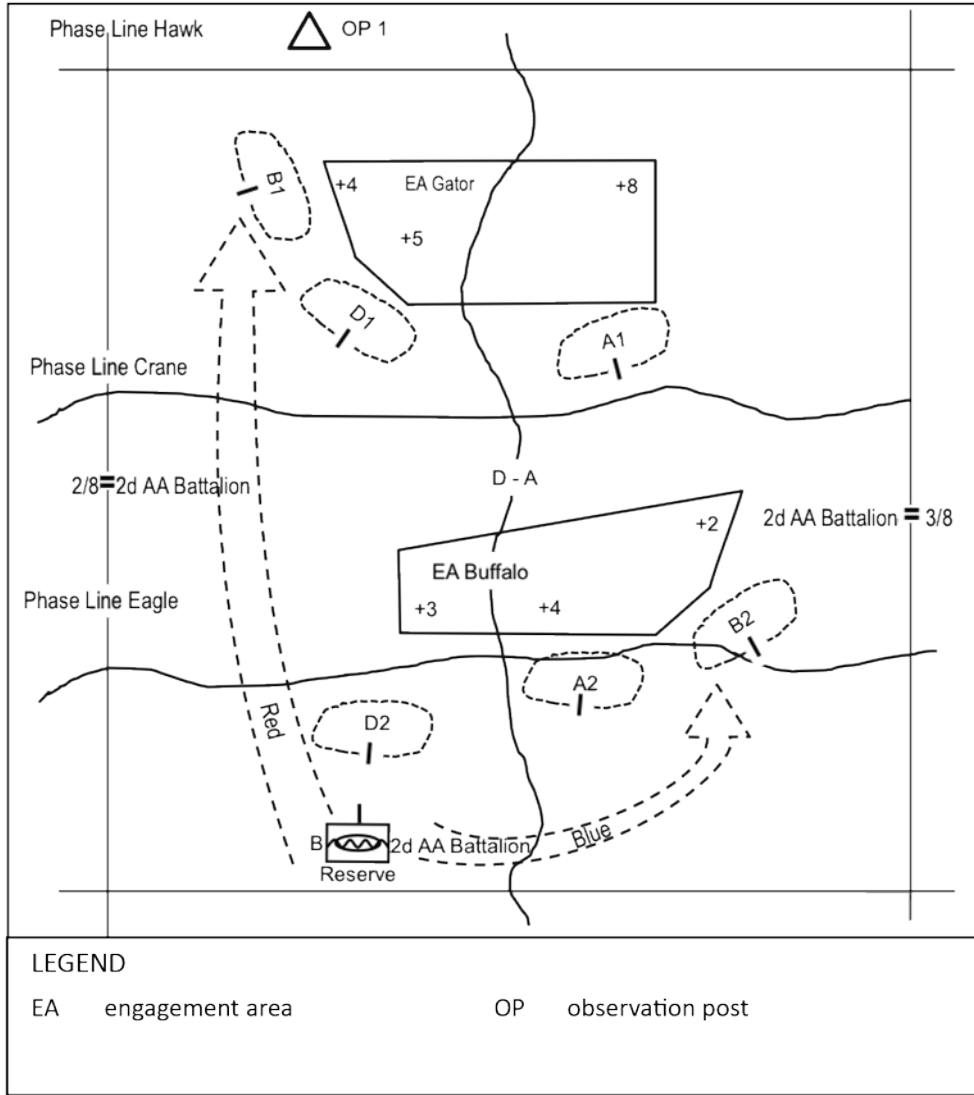 Phase Line Hawk
OP 1
B1
+4
EA Gator
+8
+5
D1
A1
Phase Line Crane
D - A
2/8
2d AA Battalion
2d AA Battalion
3/8
+2
EA Buffalo
Phase Line Eagle
+3
+4
B2
A2
Red
D2
Blue
B
2d AA Battalion
Reserve
LEGEND
EA engagement area
OP observation post